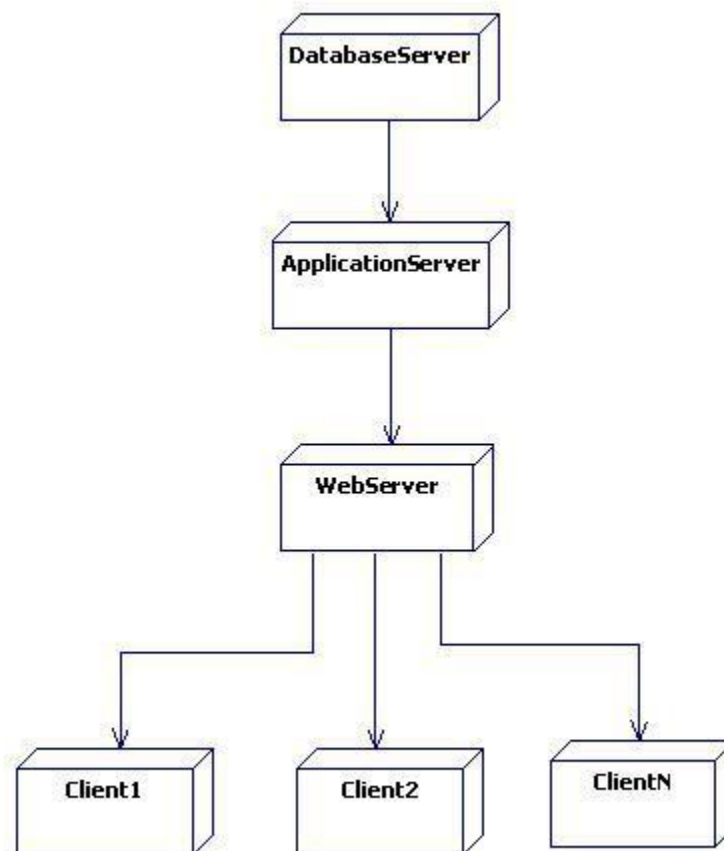 DatabaseServer
ApplicationServer
WebServer
Client1
Client2
ClientN